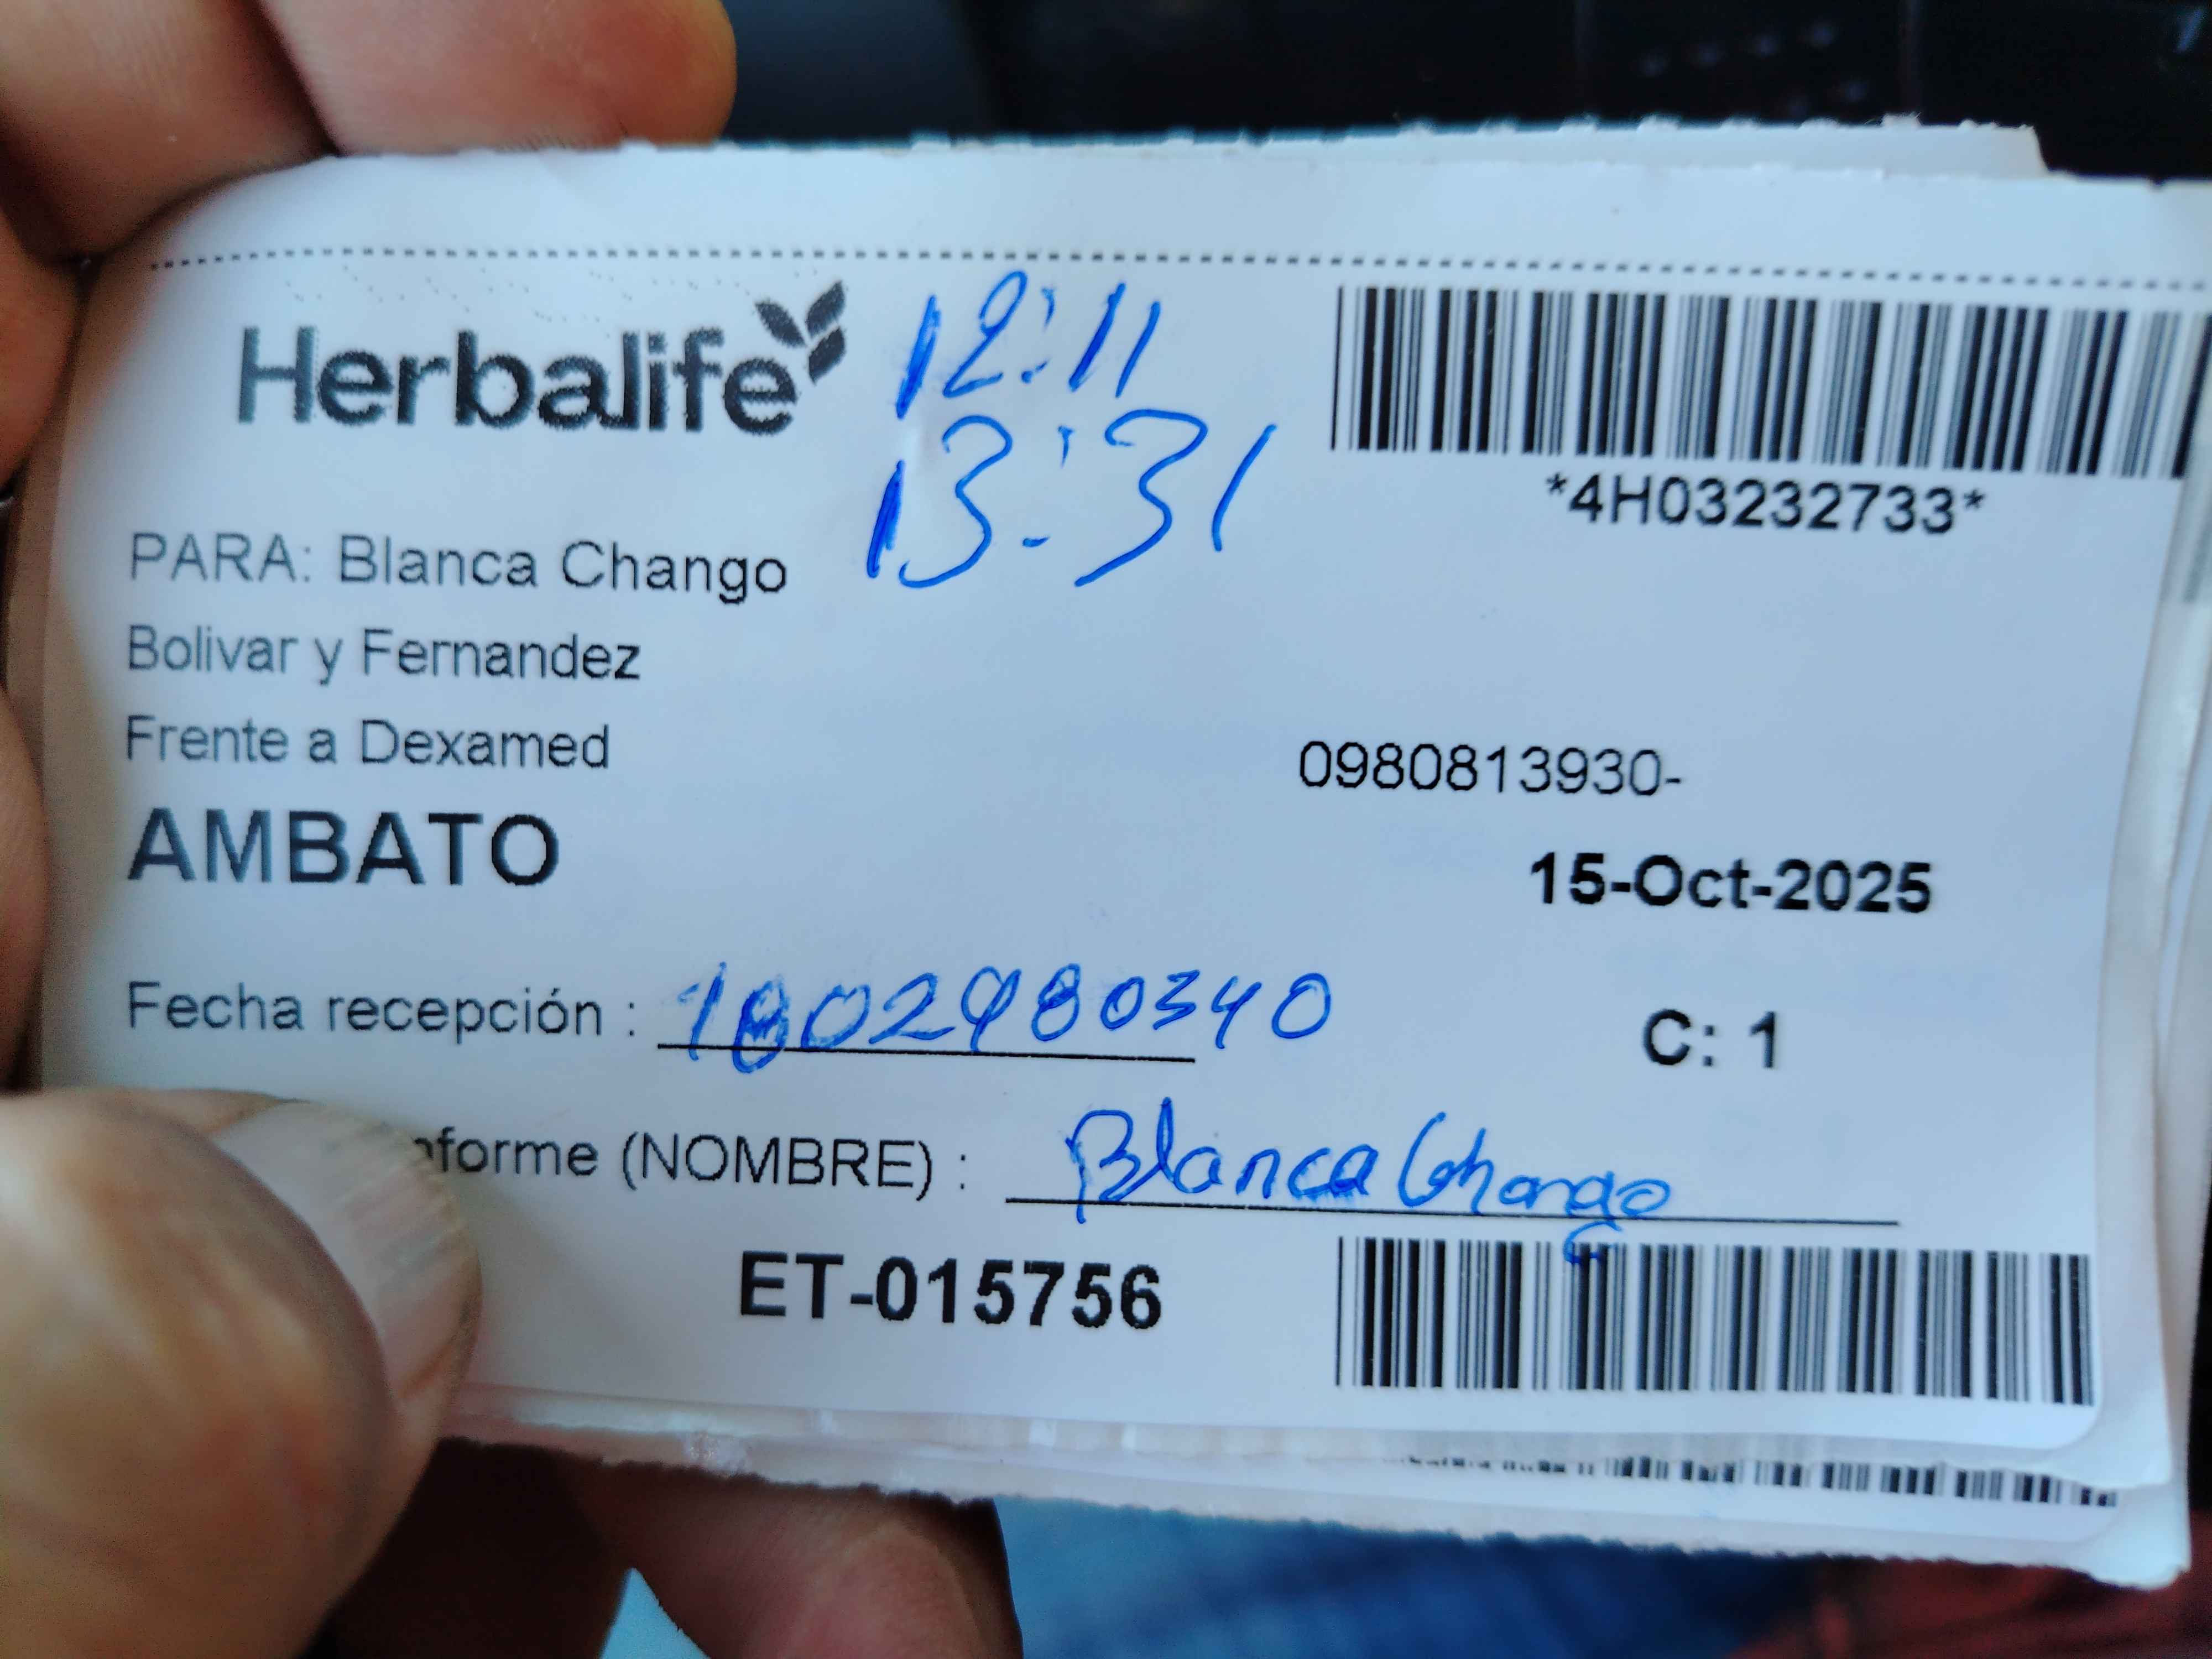 Herbalife
12:11
13:31
*4H03232733*
PARA: Blanca Chango
Bolivar y Fernandez
Frente a Dexamed
0980813930-
AMBATO
15-Oct-2025
Fecha recepción : 1802980340
C: 1
nforme (NOMBRE) : Blanca Chango
ET-015756